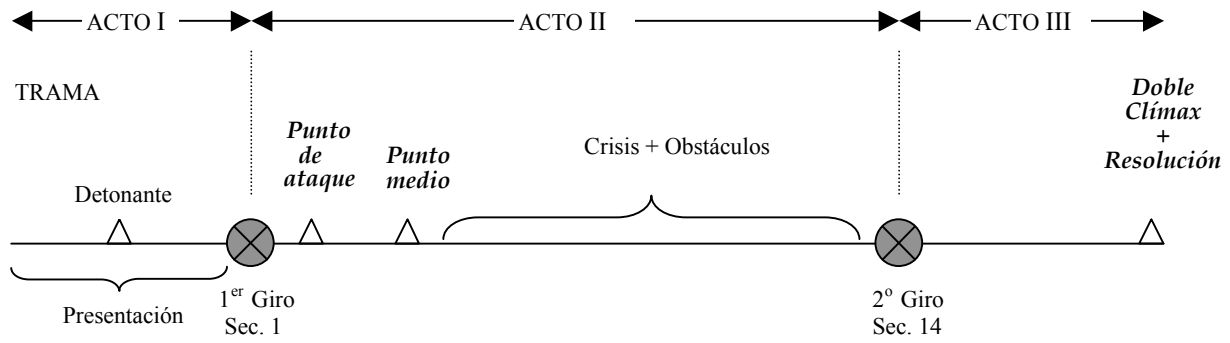 ACTO I
ACTO II
ACTO III
TRAMA
Punto
de
ataque
Punto
medio
Crisis + Obstáculos
Doble
Clímax
+
Resolución
Detonante
Presentación
1er Giro
Sec. 1
2º Giro
Sec. 14